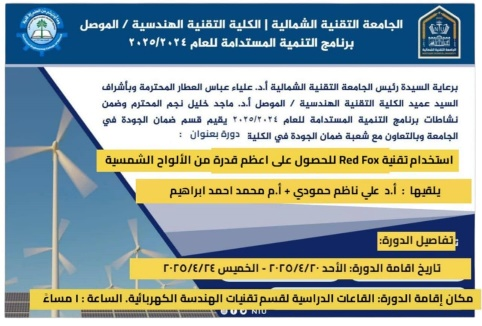 الجامعة التقنية الشمالية | الكلية التقنية الهندسية / الموصل
برنامج التنمية المستدامة للعام ٢٠٢٥/٢٠٢٤
برعاية السيدة رئيس الجامعة التقنية الشمالية أ.د. علياء عباس العطار المحترمة وبأشراف
السيد عميد الكلية التقنية الهندسية / الموصل أ.د. ماجد خليل نجم المحترم وضمن
نشاطات برنامج التنمية المستدامة للعام ٢٠٢٥/٢٠٢٤ يقيم قسم ضمان الجودة في
الجامعة وبالتعاون مع شعبة ضمان الجودة في الكلية دورة بعنوان :
استخدام تقنية Red Fox للحصول على اعظم قدرة من الألواح الشمسية
يلقيها : أ.د علي ناظم حمودي + أ.م محمد احمد ابراهيم
تفاصيل الدورة:
تاريخ اقامة الدورة: الأحد ٢٠٢٥/٤/٢٠ - الخميس ٢٠٢٥/٤/٢٤
مكان إقامة الدورة: القاعات الدراسية لقسم تقنيات الهندسة الكهربائية. الساعة : ١ مساءً
NTU